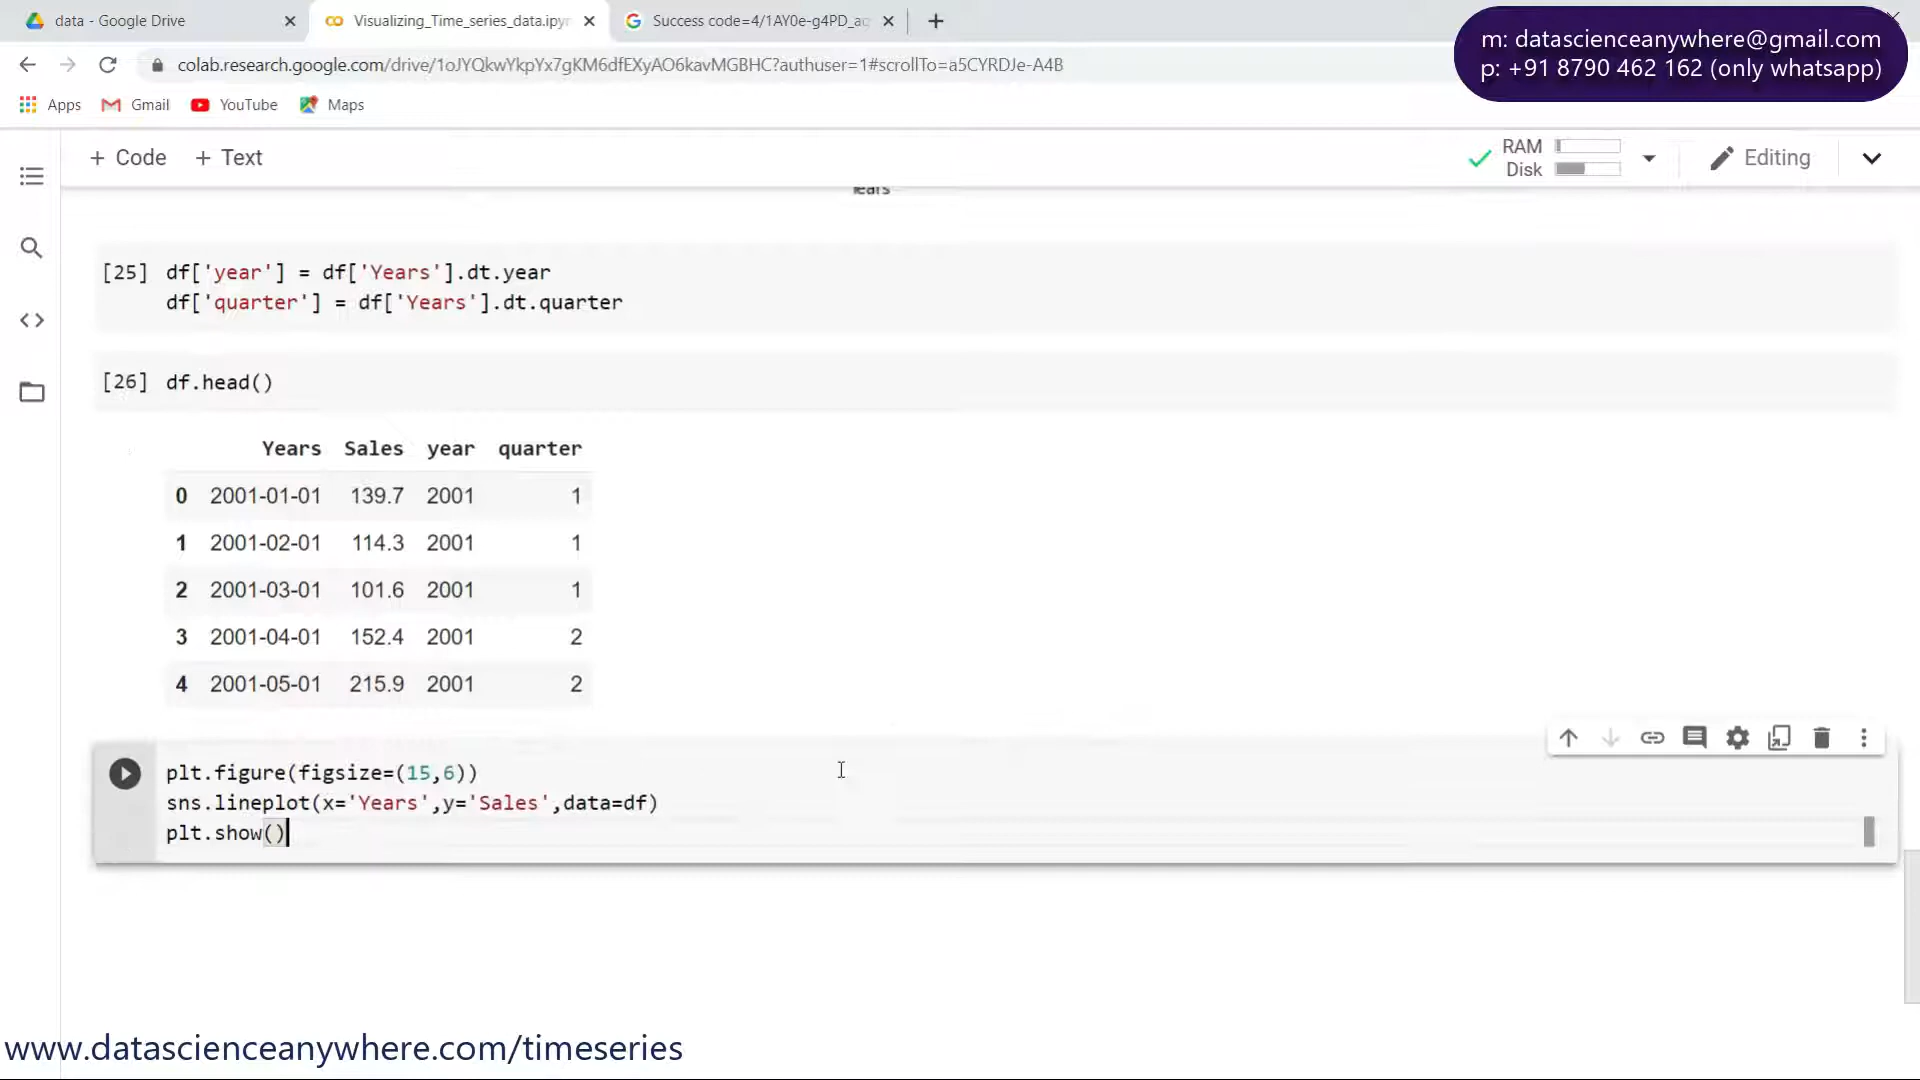 data - Google Drive
Visualizing_Time_series_data.ipyn
Success code=4/1AY0e-g4PD_aq
m: datascienceanywhere@gmail.com
p: +91 8790 462 162 (only whatsapp)
colab.research.google.com/drive/1oJYQkwYkpYx7gKM6dfEXyAO6kavMGBHC?authuser=1#scrollTo=a5CYRDJe-A4B
Apps Gmail YouTube Maps
+ Code + Text
RAM
Disk
Editing
Years
[25] df['year'] = df['Years'].dt.year
df['quarter'] = df['Years'].dt.quarter
[26] df.head()
Years Sales year quarter
0 2001-01-01 139.7 2001 1
1 2001-02-01 114.3 2001 1
2 2001-03-01 101.6 2001 1
3 2001-04-01 152.4 2001 2
4 2001-05-01 215.9 2001 2
plt.figure(figsize=(15,6))
sns.lineplot(x='Years',y='Sales',data=df)
plt.show()
www.datascienceanywhere.com/timeseries